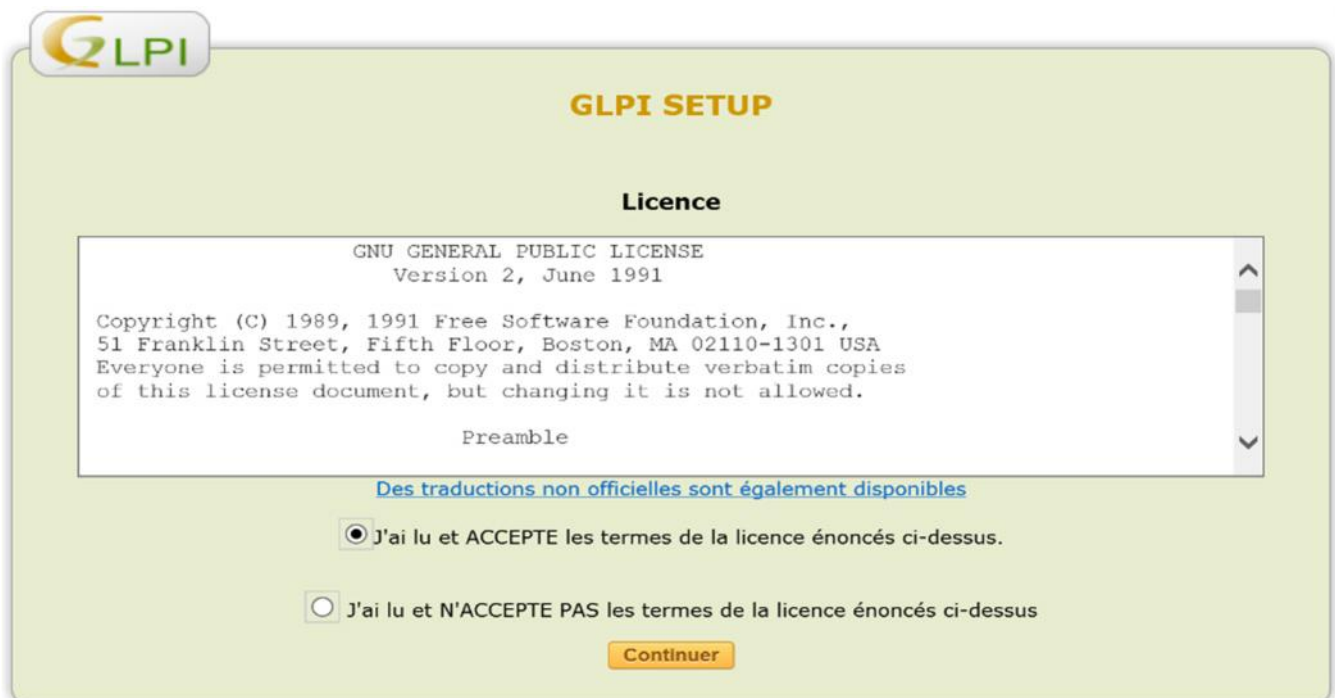 GLPI
GLPI SETUP
Licence
GNU GENERAL PUBLIC LICENSE
Version 2, June 1991
Copyright (C) 1989, 1991 Free Software Foundation, Inc.,
51 Franklin Street, Fifth Floor, Boston, MA 02110-1301 USA
Everyone is permitted to copy and distribute verbatim copies
of this license document, but changing it is not allowed.
Preamble
Des traductions non officielles sont également disponibles
J'ai lu et ACCEPTE les termes de la licence énoncés ci-dessus.
J'ai lu et N'ACCEPTE PAS les termes de la licence énoncés ci-dessus
Continuer